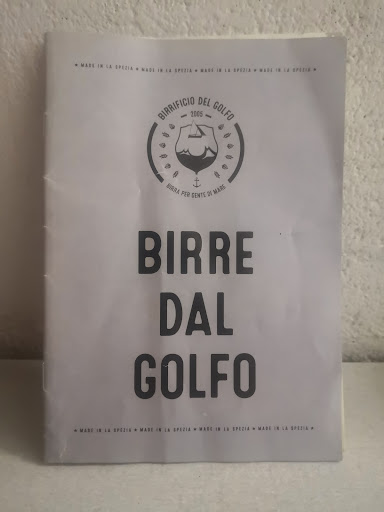 ★ MADE IN LA SPEZIA ★ MADE IN LA SPEZIA ★ MADE IN LA SPEZIA ★ MADE IN LA SPEZIA ★
BIRRIFICIO DEL GOLFO
2005
BIRRA PER GENTE DI MARE
BIRRE
DAL
GOLFO
★ MADE IN LA SPEZIA ★ MADE IN LA SPEZIA ★ MADE IN LA SPEZIA ★ MADE IN LA SPEZIA ★